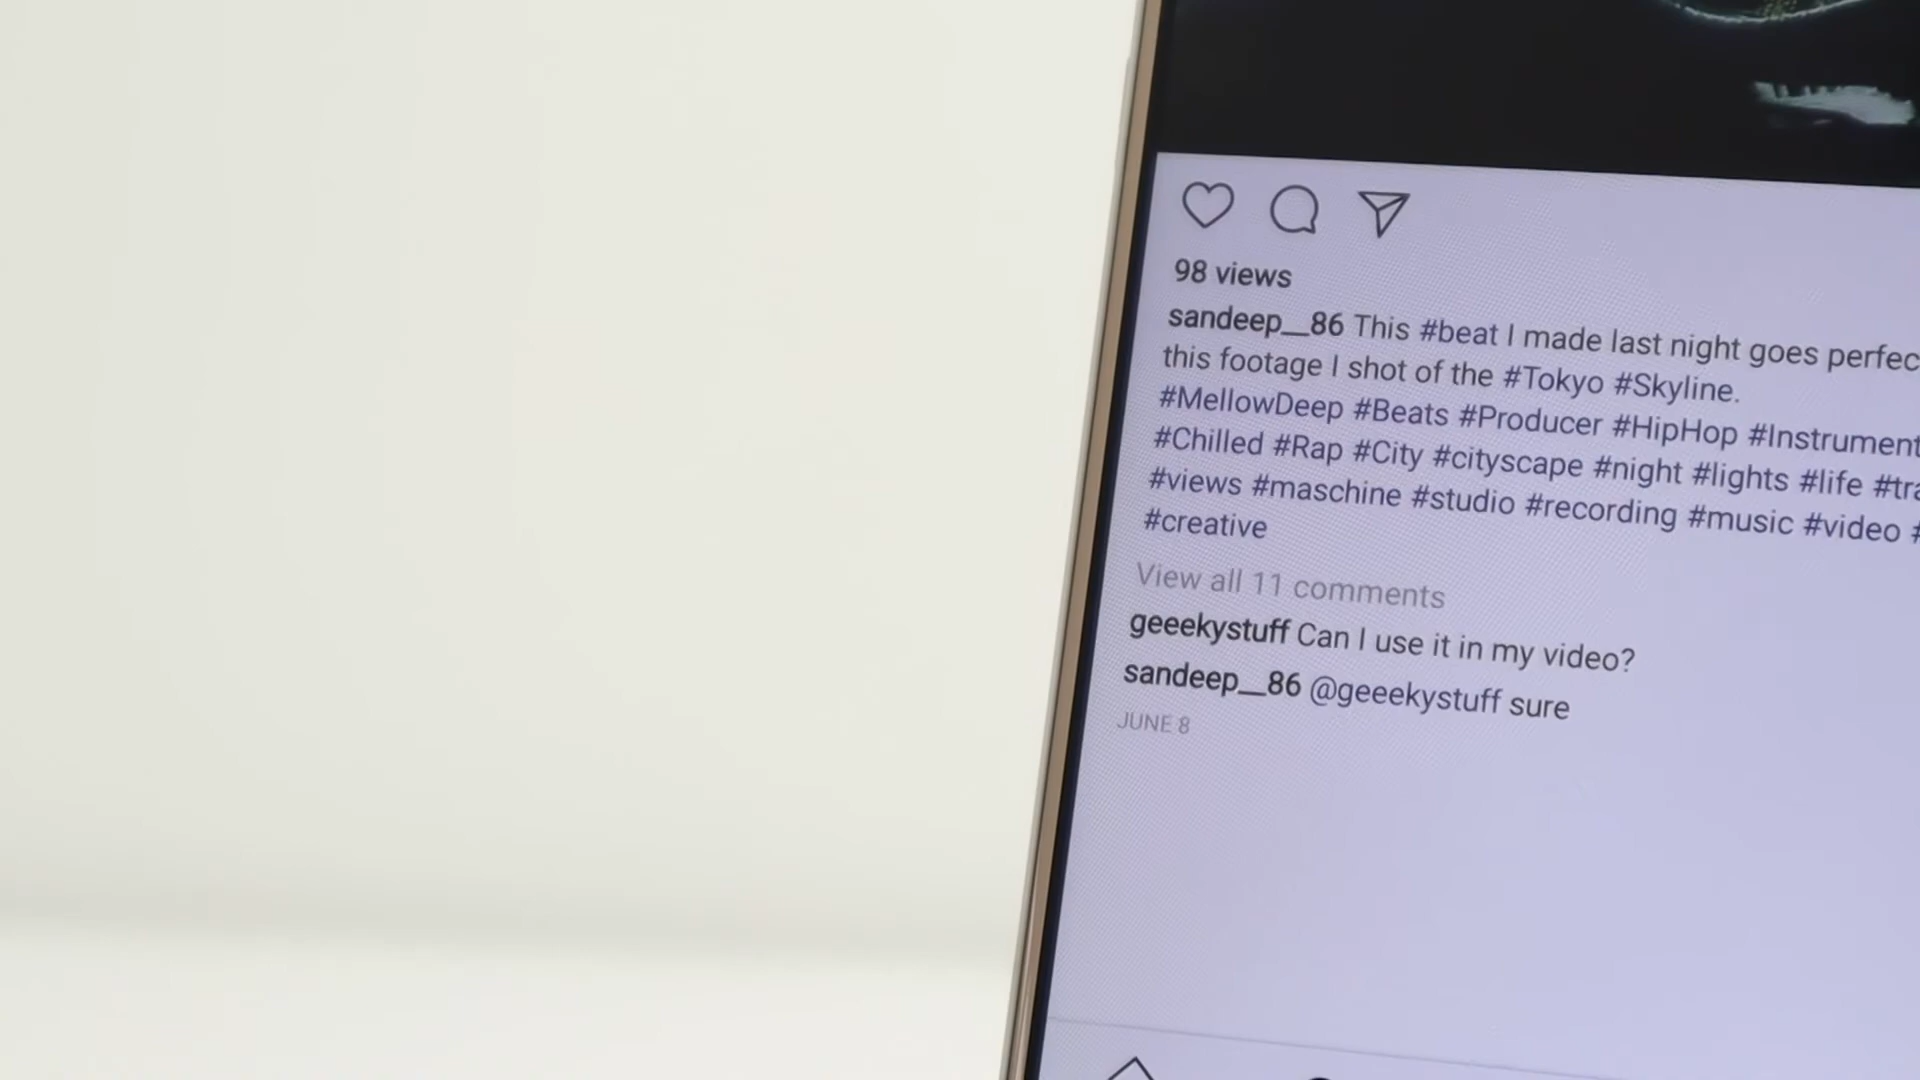 98 views
sandeep__86 This #beat I made last night goes
this footage I shot of the #Tokyo #Skyline.
#MellowDeep #Beats #Producer #HipHop
#Chilled #Rap #City #cityscape #night #lights #life
#views #maschine #studio #recording #music #video
#creative
View all 11 comments
geeekystuff Can I use it in my video?
sandeep__86 @geeekystuff sure
JUNE 8